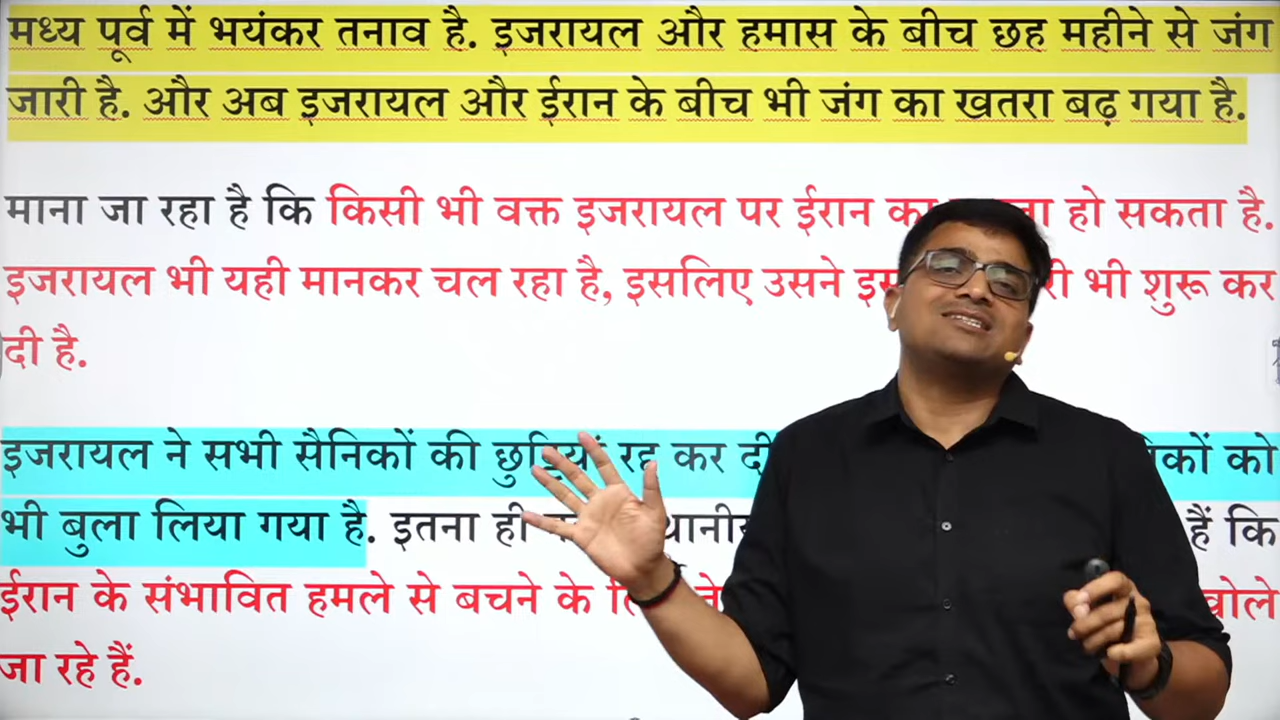 मध्य पूर्व में भयंकर तनाव है. इजरायल और हमास के बीच छह महीने से जंग
जारी है. और अब इजरायल और ईरान के बीच भी जंग का खतरा बढ़ गया है.
माना जा रहा है कि किसी भी वक्त इजरायल पर ईरान का हो सकता है.
इजरायल भी यही मानकर चल रहा है, इसलिए उसने भी शुरू कर
दी है.
इजरायल ने सभी सैनिकों की छुट्टियां रद्द कर को
भी बुला लिया गया है. इतना ही हैं कि
ईरान के संभावित हमले से बचने के
जा रहे हैं.